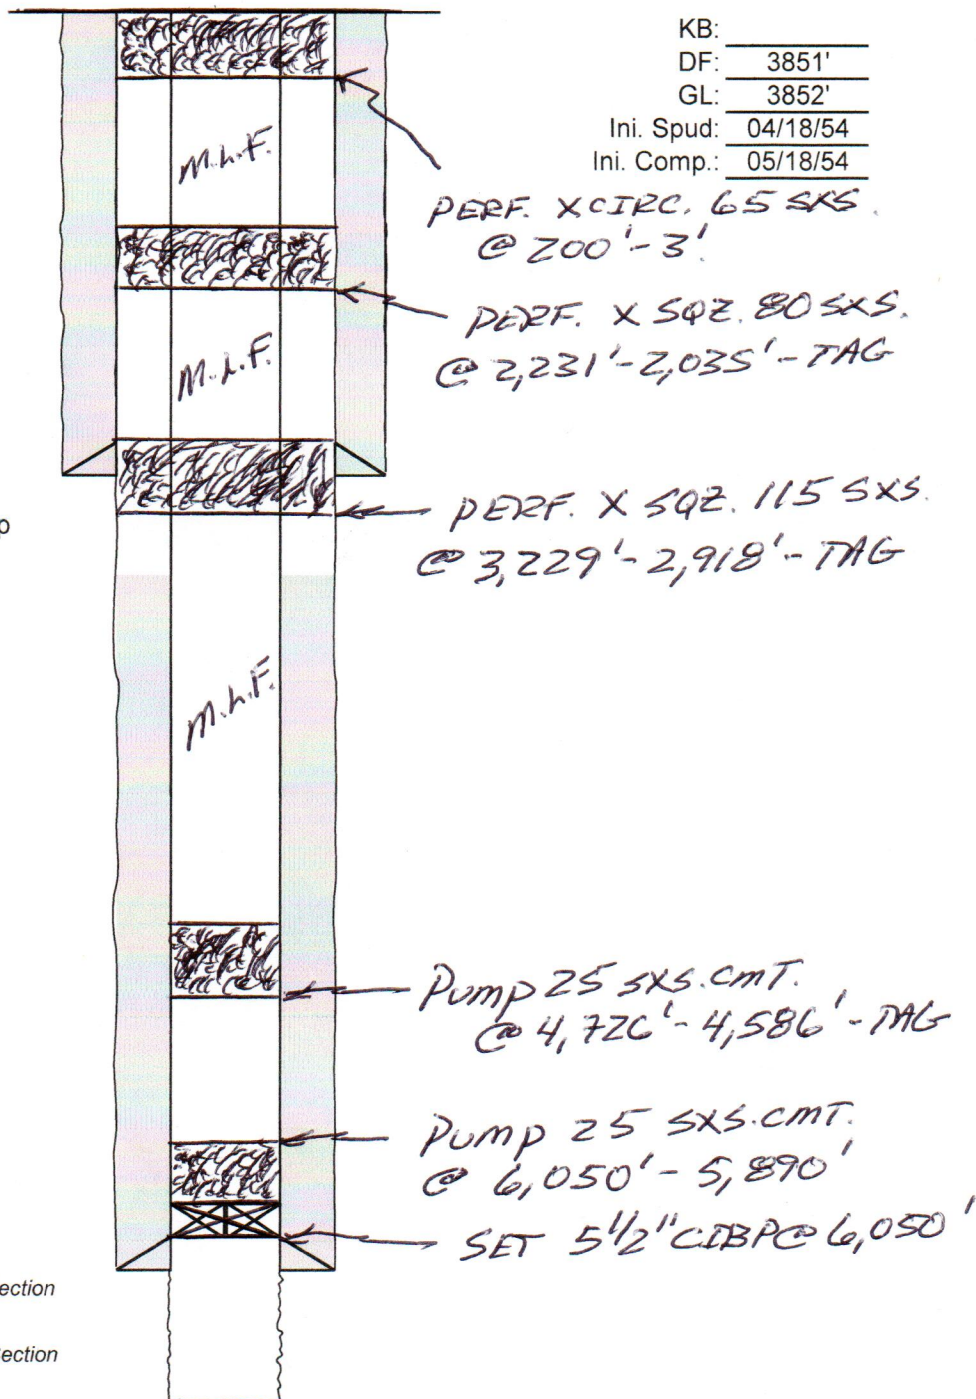 KB:
DF: 3851'
GL: 3852'
Ini. Spud: 04/18/54
Ini. Comp.: 05/18/54
M.L.F.
PERF. X CIRC. 65 SXS.
@ 200'-3'.
PERF. X SQZ. 80 SXS.
@ 2,231'-2,035'-TAG
M.L.F.
PERF. X SQZ. 115 SXS.
@ 3,229'-2,918'-TAG
p
M.L.F.
Pump 25 SXS.CMT.
@ 4,726'-4,586'-TAG
Pump 25 SXS.CMT.
@ 6,050'-5,890'
SET 5 1/2" CIBP@ 6,050'
ection
ection